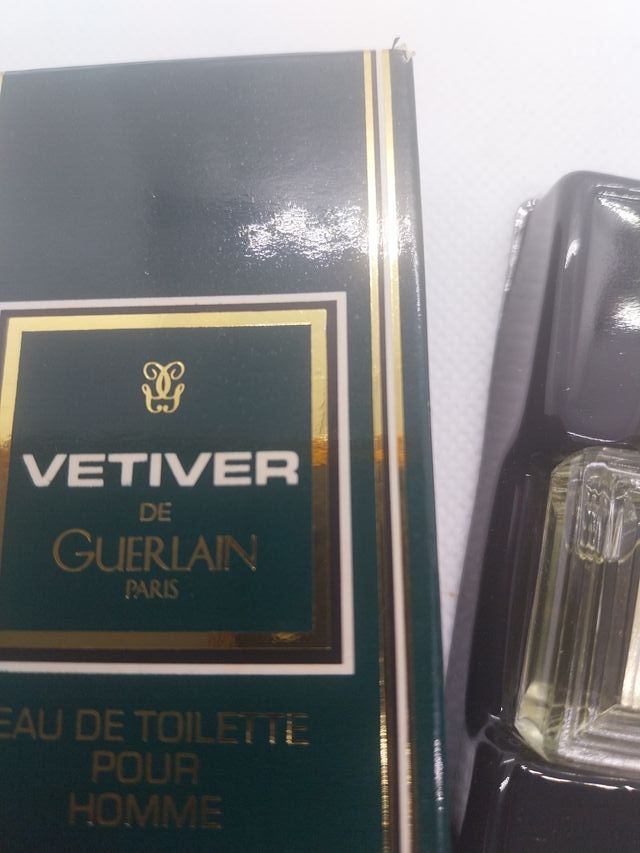 VETIVER
DE
GUERLAIN
PARIS
EAU DE TOILETTE
POUR
HOMME